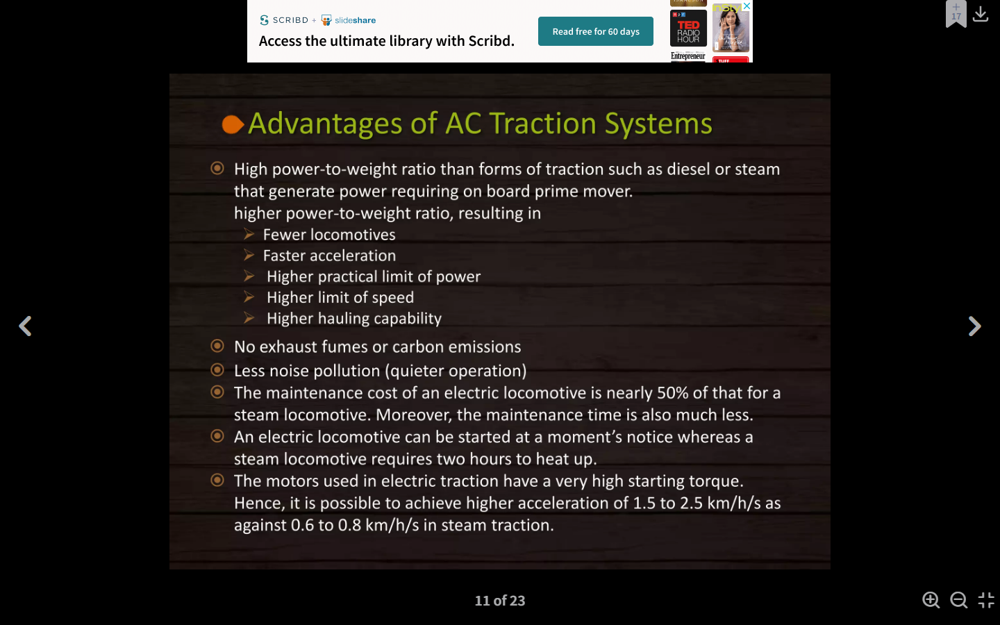 SCRIBD + slideshare
Access the ultimate library with Scribd.
Read free for 60 days
TED
RADIO
HOUR
InSty
Entrepreneur
+
17
Advantages of AC Traction Systems
High power-to-weight ratio than forms of traction such as diesel or steam
that generate power requiring on board prime mover.
higher power-to-weight ratio, resulting in
Fewer locomotives
Faster acceleration
Higher practical limit of power
Higher limit of speed
Higher hauling capability
No exhaust fumes or carbon emissions
Less noise pollution (quieter operation)
The maintenance cost of an electric locomotive is nearly 50% of that for a
steam locomotive. Moreover, the maintenance time is also much less.
An electric locomotive can be started at a moment’s notice whereas a
steam locomotive requires two hours to heat up.
The motors used in electric traction have a very high starting torque.
Hence, it is possible to achieve higher acceleration of 1.5 to 2.5 km/h/s as
against 0.6 to 0.8 km/h/s in steam traction.
11 of 23